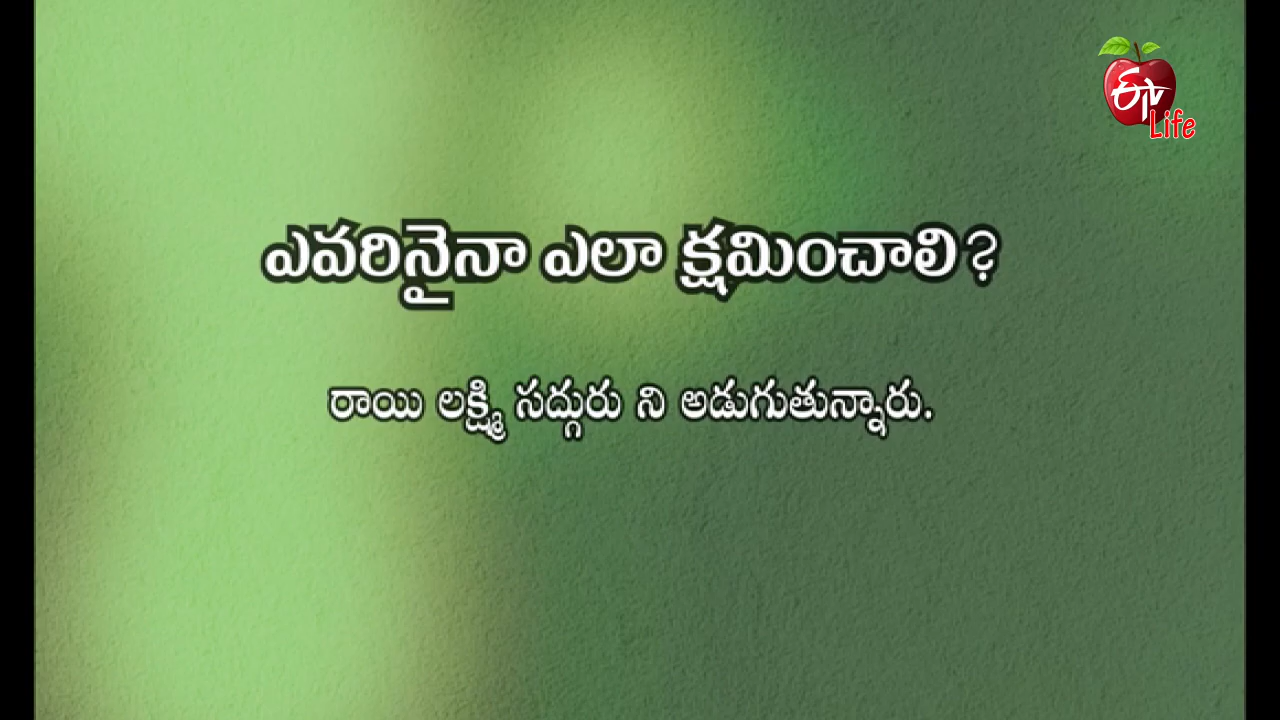 ETV
Life
ఎవరినైనా ఎలా క్షమించాలి?
రాయి లక్ష్మి సద్గురు ని అడుగుతున్నారు.